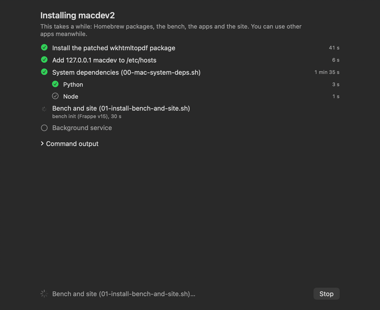 Installing macdev2
This takes a while: Homebrew packages, the bench, the apps and the site. You can use other
apps meanwhile.
Install the patched wkhtmltopdf package 41 s
Add 127.0.0.1 macdev to /etc/hosts 6 s
System dependencies (00-mac-system-deps.sh) 1 min 35 s
Python 3 s
Node 1 s
Bench and site (01-install-bench-and-site.sh)
bench init (Frappe v15), 30 s
Background service
Command output
Bench and site (01-install-bench-and-site.sh)... Stop